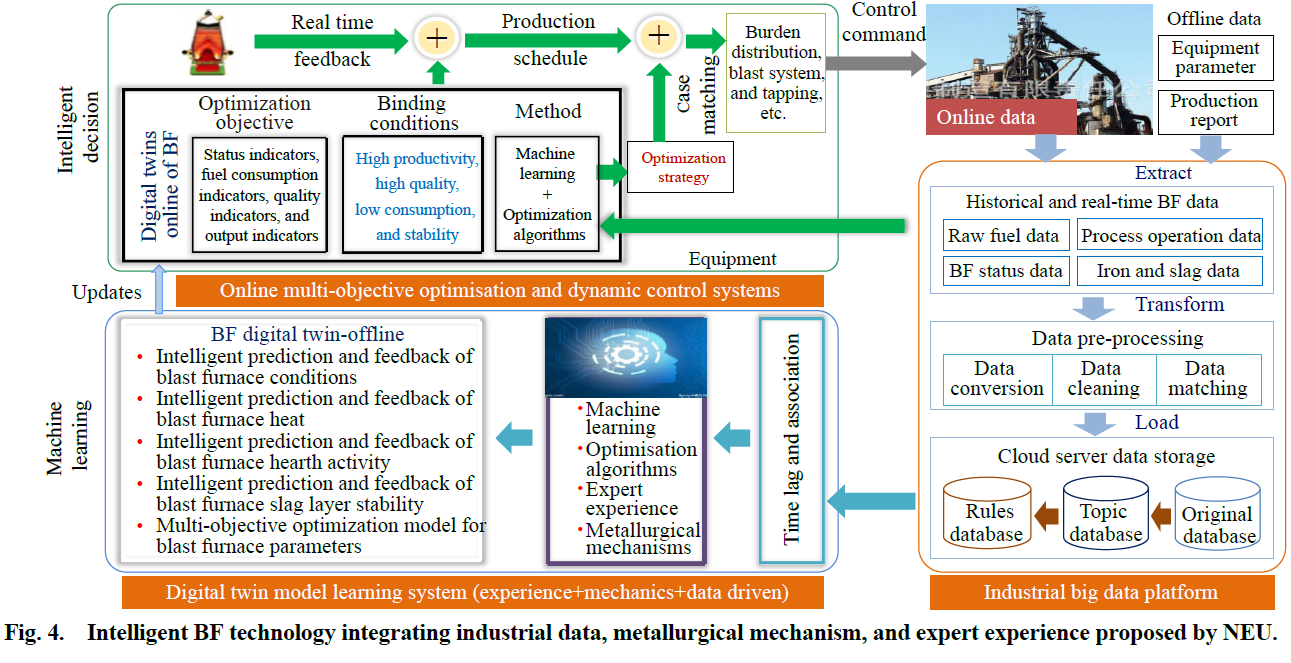 Real time
feedback
Production
schedule
Case
matching
Burden
distribution,
blast system,
and tapping,
etc.
Control
command
Online data
Offline data
Equipment
parameter
Production
report
Intelligent
decision
Digital twins
online of BF
Optimization
objective
Status indicators,
fuel consumption
indicators, quality
indicators, and
output indicators
Binding
conditions
High productivity,
high quality,
low consumption,
and stability
Method
Machine
learning
+
Optimization
algorithms
Optimization
strategy
Equipment
Updates
Online multi-objective optimisation and dynamic control systems
Extract
Historical and real-time BF data
Raw fuel data
Process operation data
BF status data
Iron and slag data
Transform
Data pre-processing
Data
conversion
Data
cleaning
Data
matching
Load
Cloud server data storage
Rules
database
Topic
database
Original
database
Industrial big data platform
Machine
learning
BF digital twin-offline
• Intelligent prediction and feedback of
blast furnace conditions
• Intelligent prediction and feedback of
blast furnace heat
• Intelligent prediction and feedback of
blast furnace hearth activity
• Intelligent prediction and feedback of
blast furnace slag layer stability
• Multi-objective optimization model for
blast furnace parameters
• Machine
learning
• Optimisation
algorithms
• Expert
experience
• Metallurgical
mechanisms
Time lag and association
Digital twin model learning system (experience+mechanics+data driven)
Fig. 4. Intelligent BF technology integrating industrial data, metallurgical mechanism, and expert experience proposed by NEU.